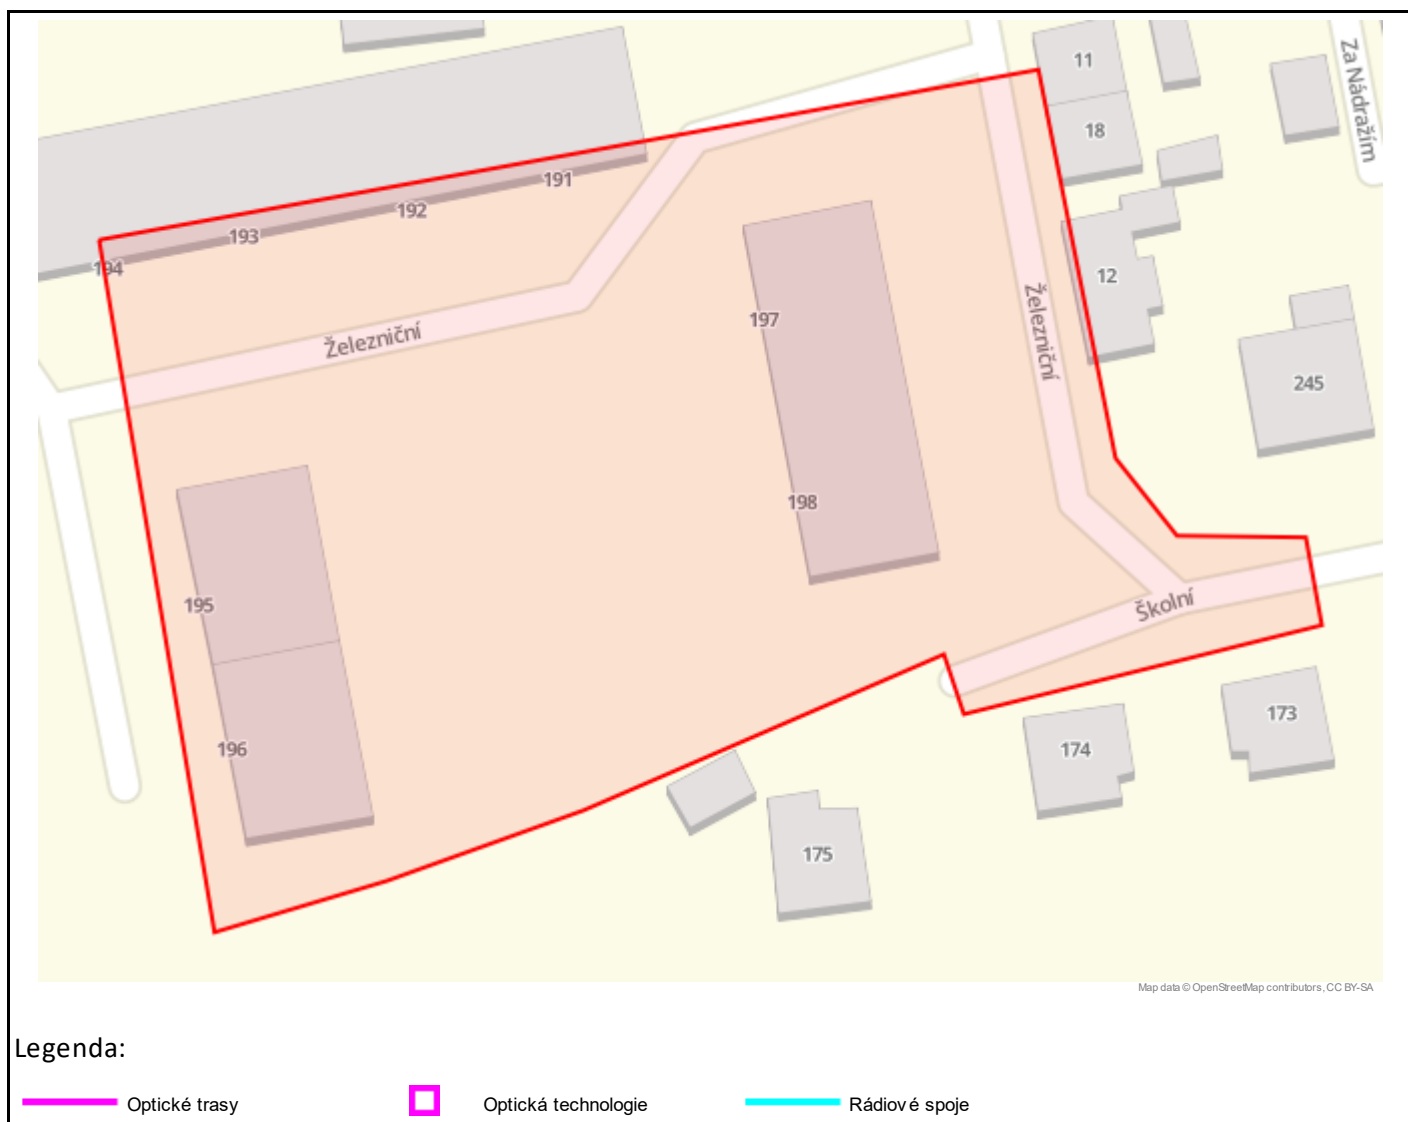 11
Za Nádražím
18
191
192
193
194
12
Železniční
197
Železniční
245
198
195
Školní
196
173
174
175
Map data © OpenStreetMap contributors, CC BY-SA
Legenda:
Optické trasy Optická technologie Rádiové spoje